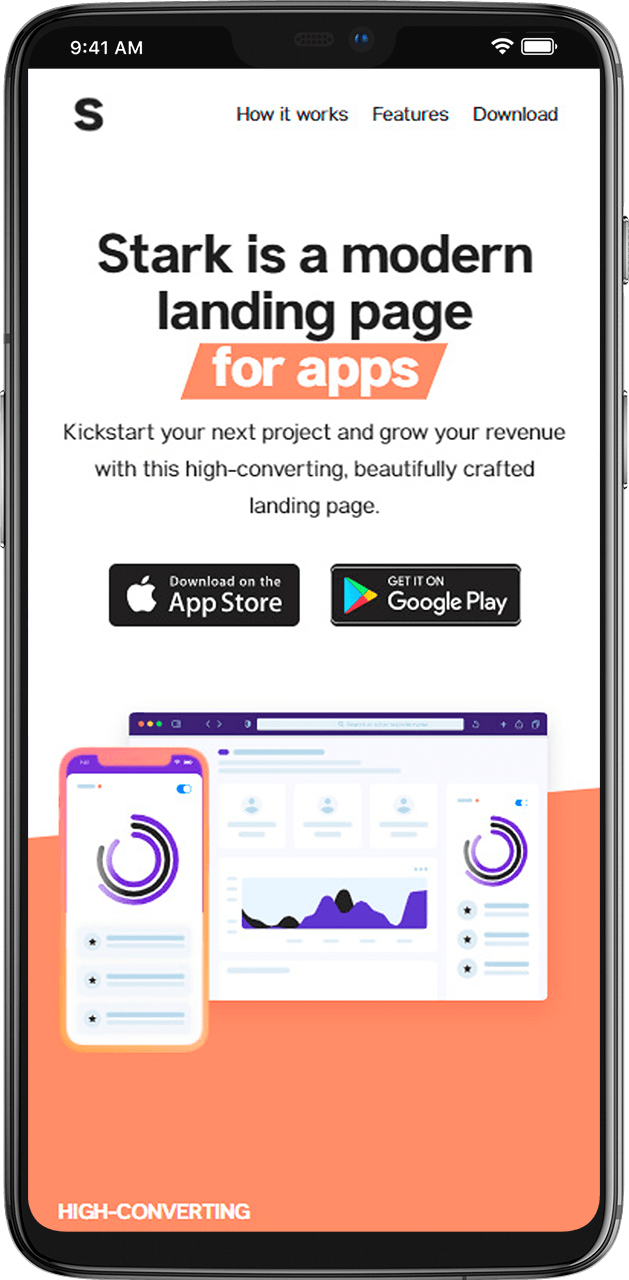 9:41 AM
S
How it works Features Download
Stark is a modern
landing page
for apps
Kickstart your next project and grow your revenue
with this high-converting, beautifully crafted
landing page.
Download on the
App Store
GET IT ON
Google Play
HIGH-CONVERTING